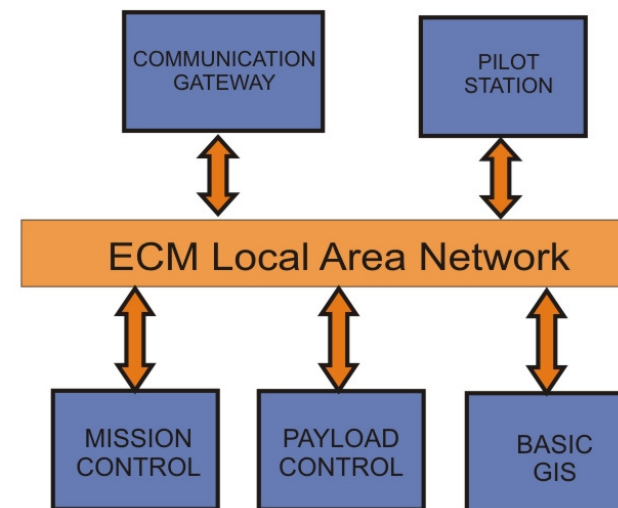 COMMUNICATION
GATEWAY
PILOT
STATION
ECM Local Area Network
MISSION
CONTROL
PAYLOAD
CONTROL
BASIC
GIS